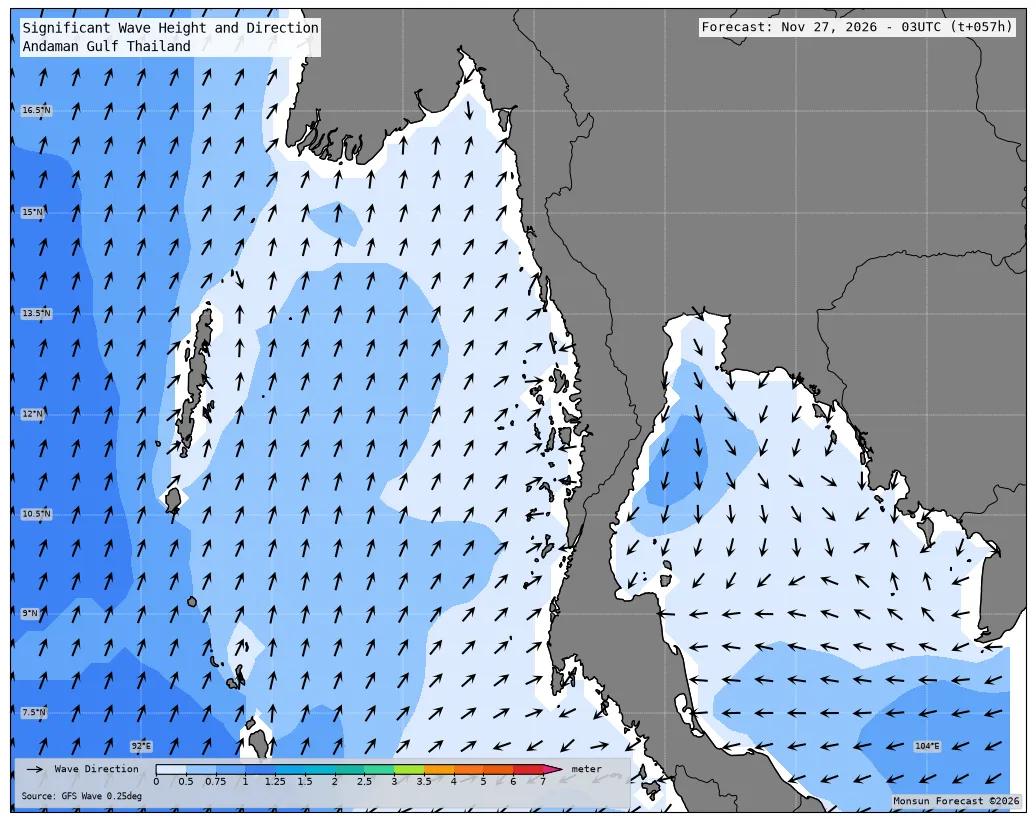 Significant Wave Height and Direction
Andaman Gulf Thailand
Forecast: Nov 27, 2026 - 03UTC (t+057h)
16.5°N
15°N
13.5°N
12°N
10.5°N
9°N
7.5°N
92°E
104°E
Wave Direction
0.5 0.75 1 1.25 1.5 2 2.5 3 3.5 4 5 6 7
meter
Source: GFS Wave 0.25deg
Monsun Forecast ©2026